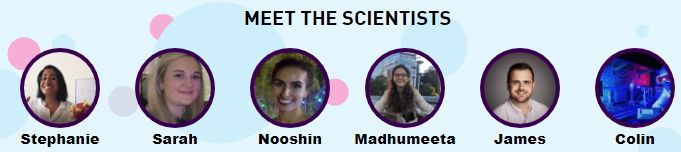 MEET THE SCIENTISTS
Stephanie Sarah Nooshin Madhumeeta James Colin